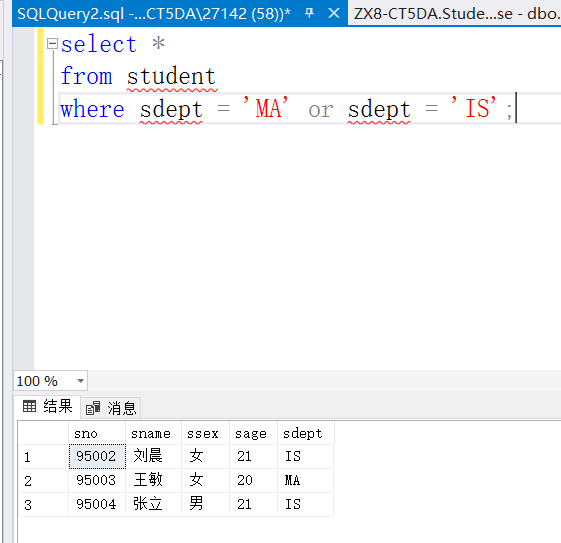 SQLQuery2.sql -...CT5DA\27142 (58))* ZX8-CT5DA.Stude...se - dbo.
select *
from student
where sdept = 'MA' or sdept = 'IS';
100 %
结果 消息
sno sname ssex sage sdept
1 95002 刘晨 女 21 IS
2 95003 王敏 女 20 MA
3 95004 张立 男 21 IS